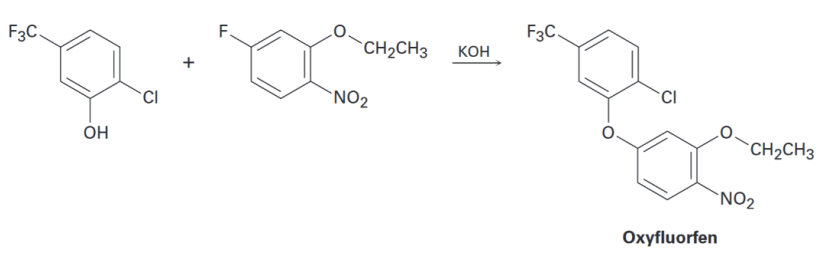 F3C
Cl
OH
+
F
O
CH2CH3
NO2
KOH
F3C
Cl
O
O
CH2CH3
NO2
Oxyfluorfen